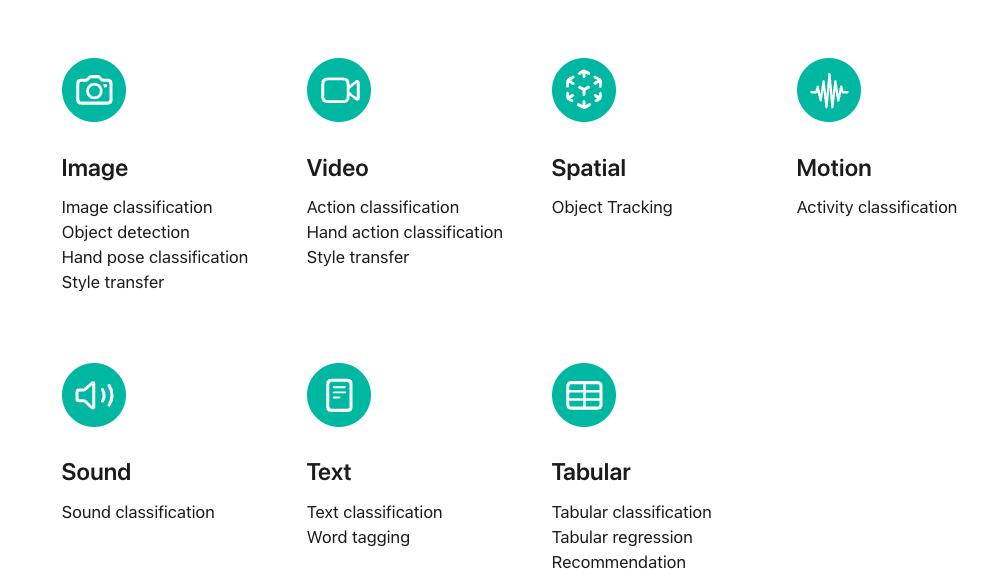 Image
Image classification
Object detection
Hand pose classification
Style transfer
Video
Action classification
Hand action classification
Style transfer
Spatial
Object Tracking
Motion
Activity classification
Sound
Sound classification
Text
Text classification
Word tagging
Tabular
Tabular classification
Tabular regression
Recommendation